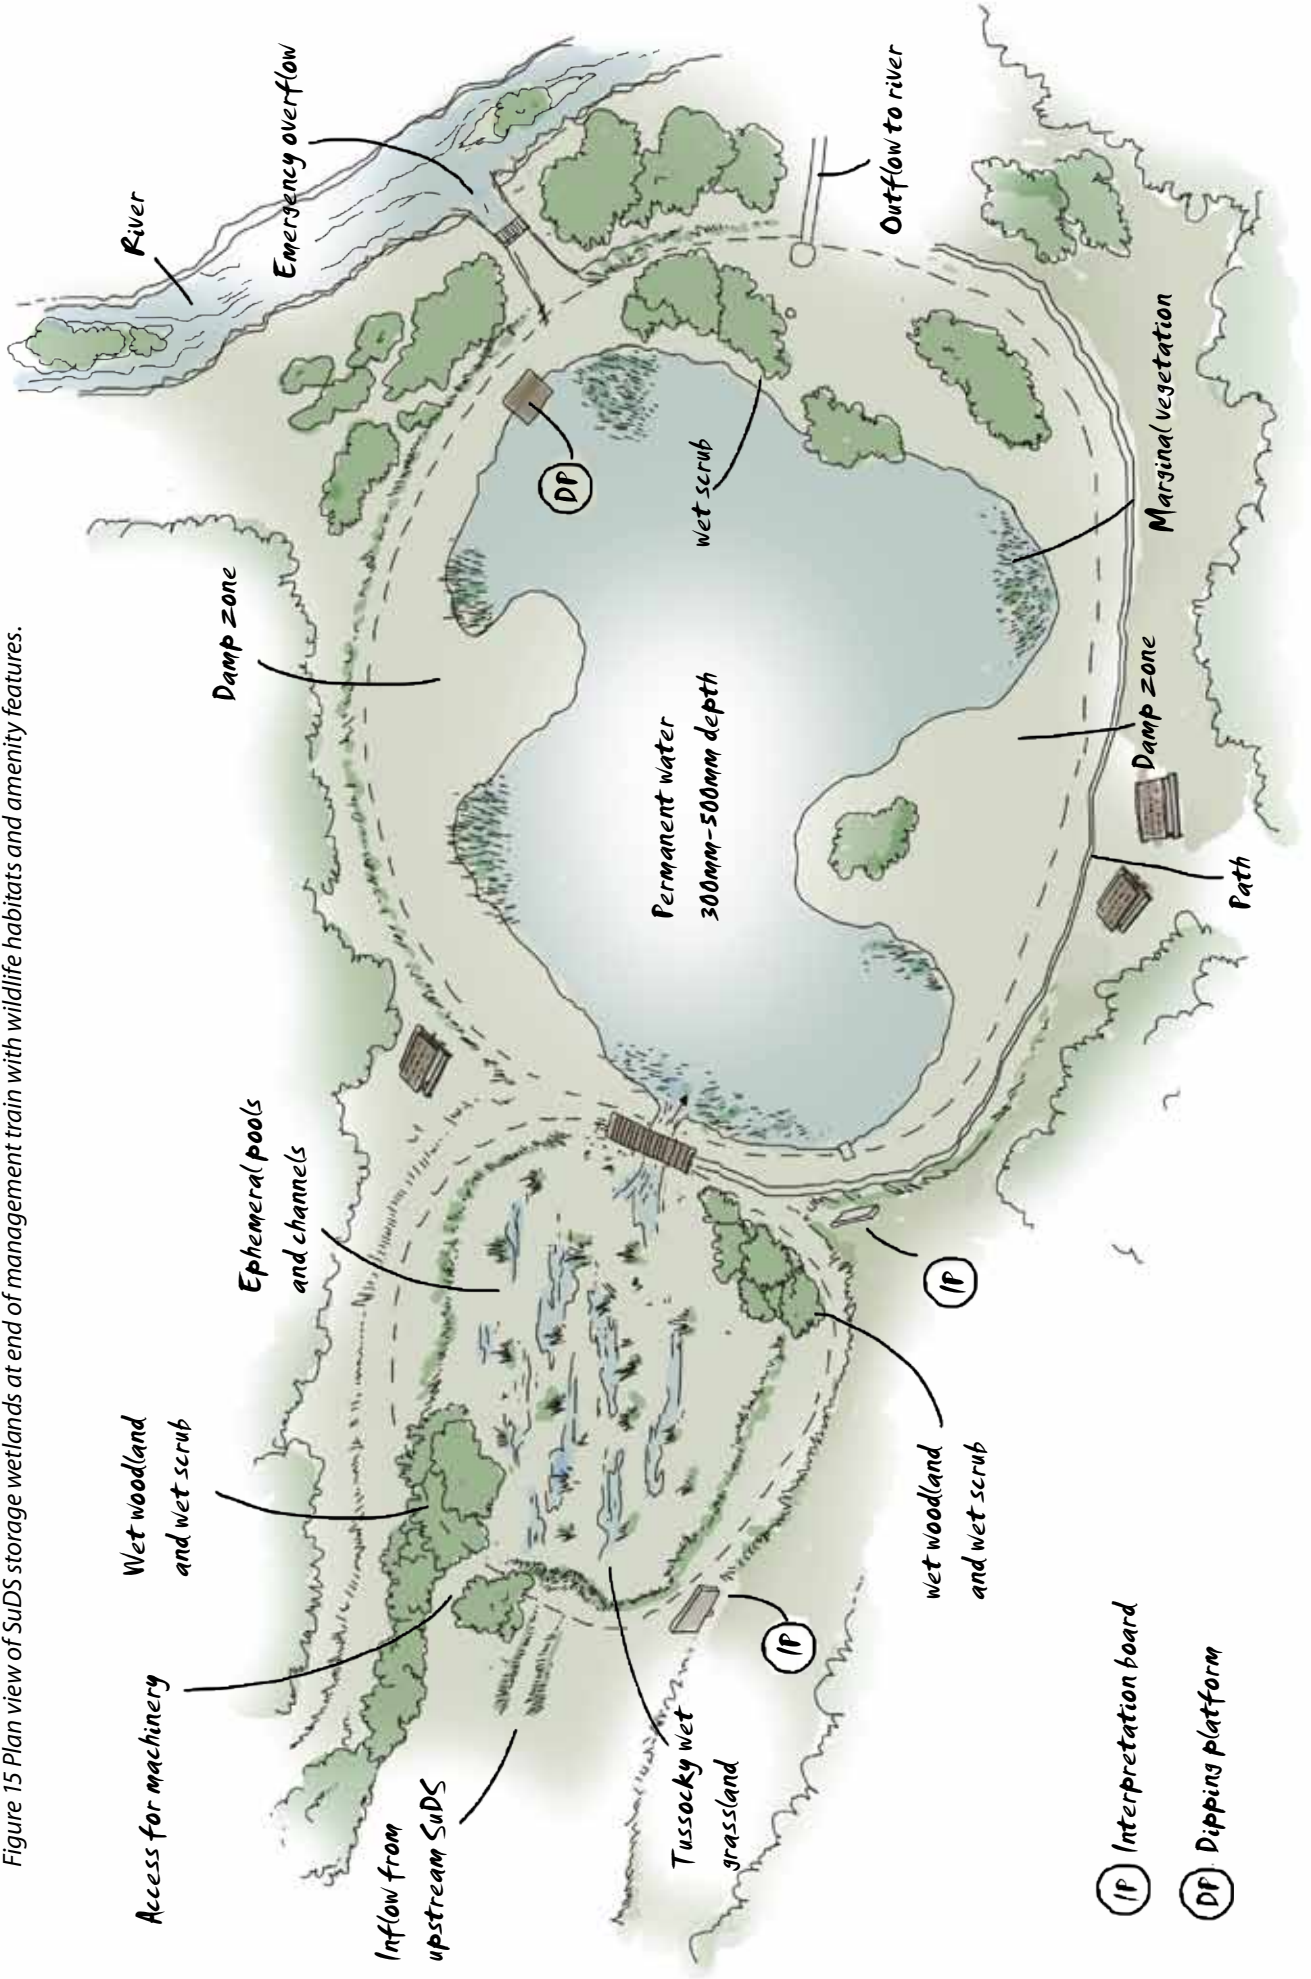 Figure 15 Plan view of SuDS storage wetlands at end of management train with wildlife habitats and amenity features.
Access for machinery
Wet woodland
and wet scrub
Ephemeral pools
and channels
Damp zone
River
Emergency overflow
Inflow from
upstream SuDS
Tussocky wet
grassland
IP
DP
Permanent water
300mm-500mm depth
wet scrub
Outflow to river
wet woodland
and wet scrub
IP
Path
Damp zone
Marginal vegetation
IP Interpretation board
DP Dipping platform